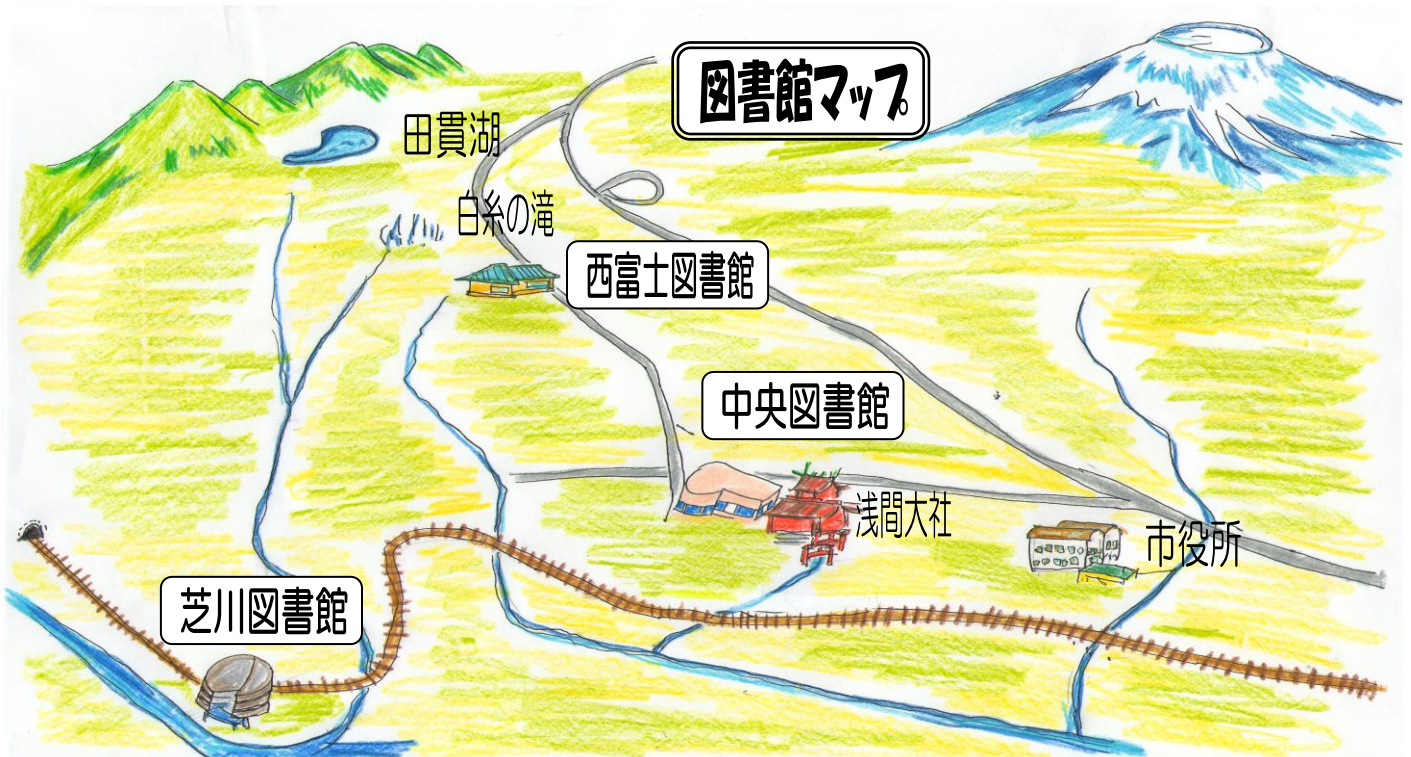 図書館マップ
田貫湖
白糸の滝
西富士図書館
中央図書館
浅間大社
市役所
芝川図書館